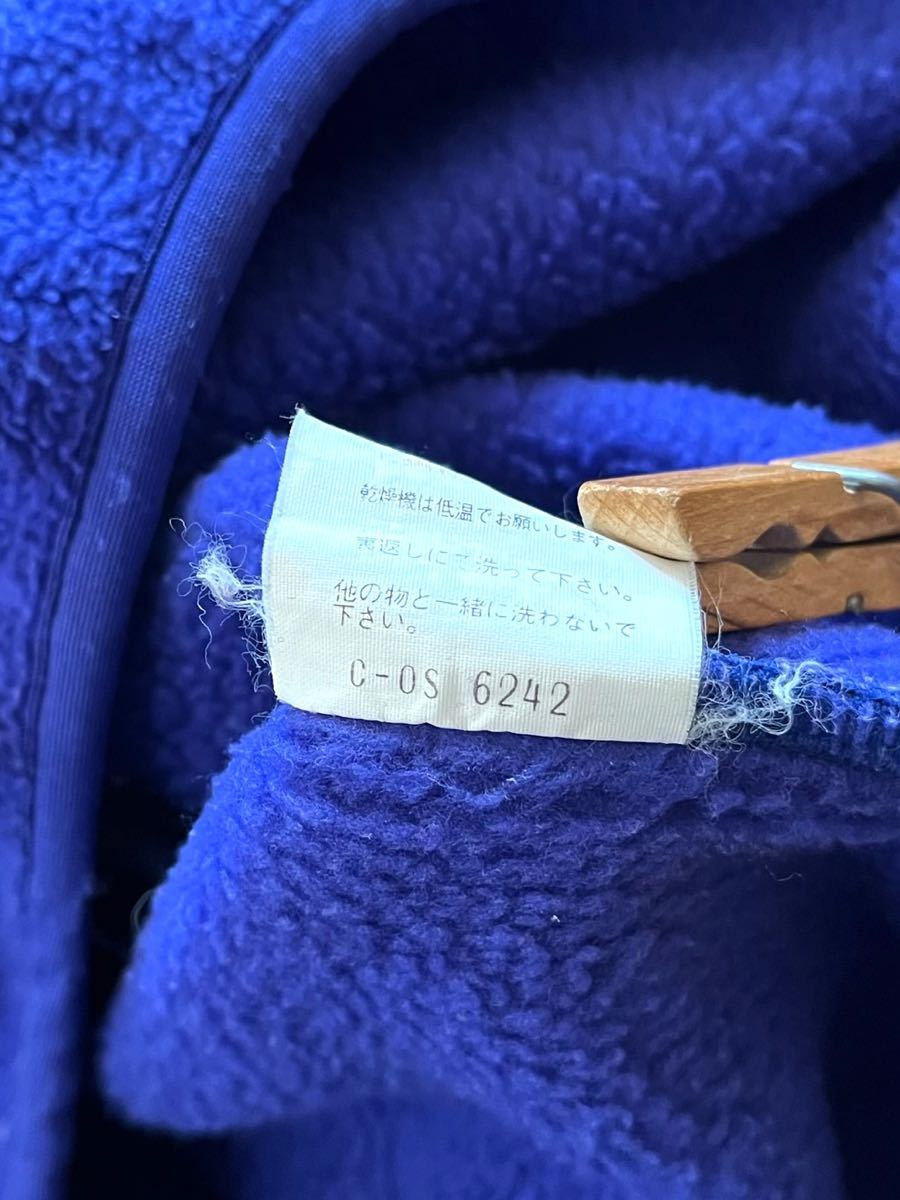 乾燥機は低温でお願いします。
裏返しにて洗って下さい。
他の物と一緒に洗わないで
下さい。
C-OS 6242